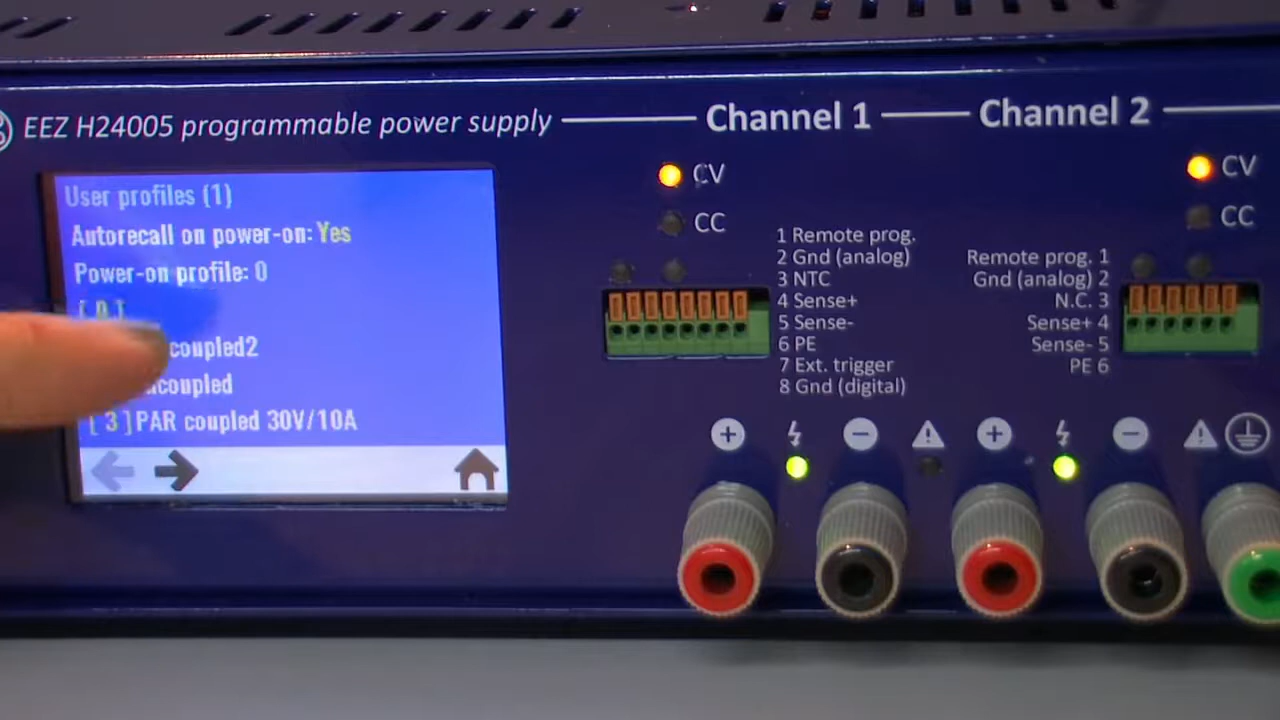 EEZ H24005 programmable power supply
Channel 1
Channel 2
CV
CC
CV
CC
User profiles (1)
Autorecall on power-on: Yes
Power-on profile: 0
[ 0 ]
coupled2
[ 3 ] PAR coupled 30V/10A
1 Remote prog.
2 Gnd (analog)
3 NTC
4 Sense+
5 Sense-
6 PE
7 Ext. trigger
8 Gnd (digital)
Remote prog. 1
Gnd (analog) 2
N.C. 3
Sense+ 4
Sense- 5
PE 6